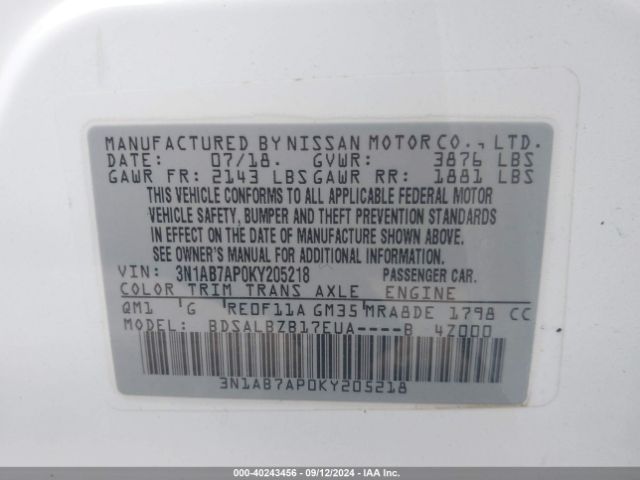 MANUFACTURED BY NISSAN MOTOR CO., LTD.
DATE: 07/18. GVWR: 3876 LBS
GAWR FR: 2143 LBS GAWR RR: 1881 LBS
THIS VEHICLE CONFORMS TO ALL APPLICABLE FEDERAL MOTOR
VEHICLE SAFETY, BUMPER AND THEFT PREVENTION STANDARDS
IN EFFECT ON THE DATE OF MANUFACTURE SHOWN ABOVE.
SEE OWNER'S MANUAL FOR ADDITIONAL INFORMATION.
VIN: 3N1AB7AP0KY205218 PASSENGER CAR.
COLOR TRIM TRANS AXLE ENGINE
QM1 G RE0F11A GM35 MRA8DE 1798 CC
MODEL: BDSALBZB17EUA----B 4Z000
3N1AB7AP0KY205218
000-40243456 - 09/12/2024 - © IAA Inc.